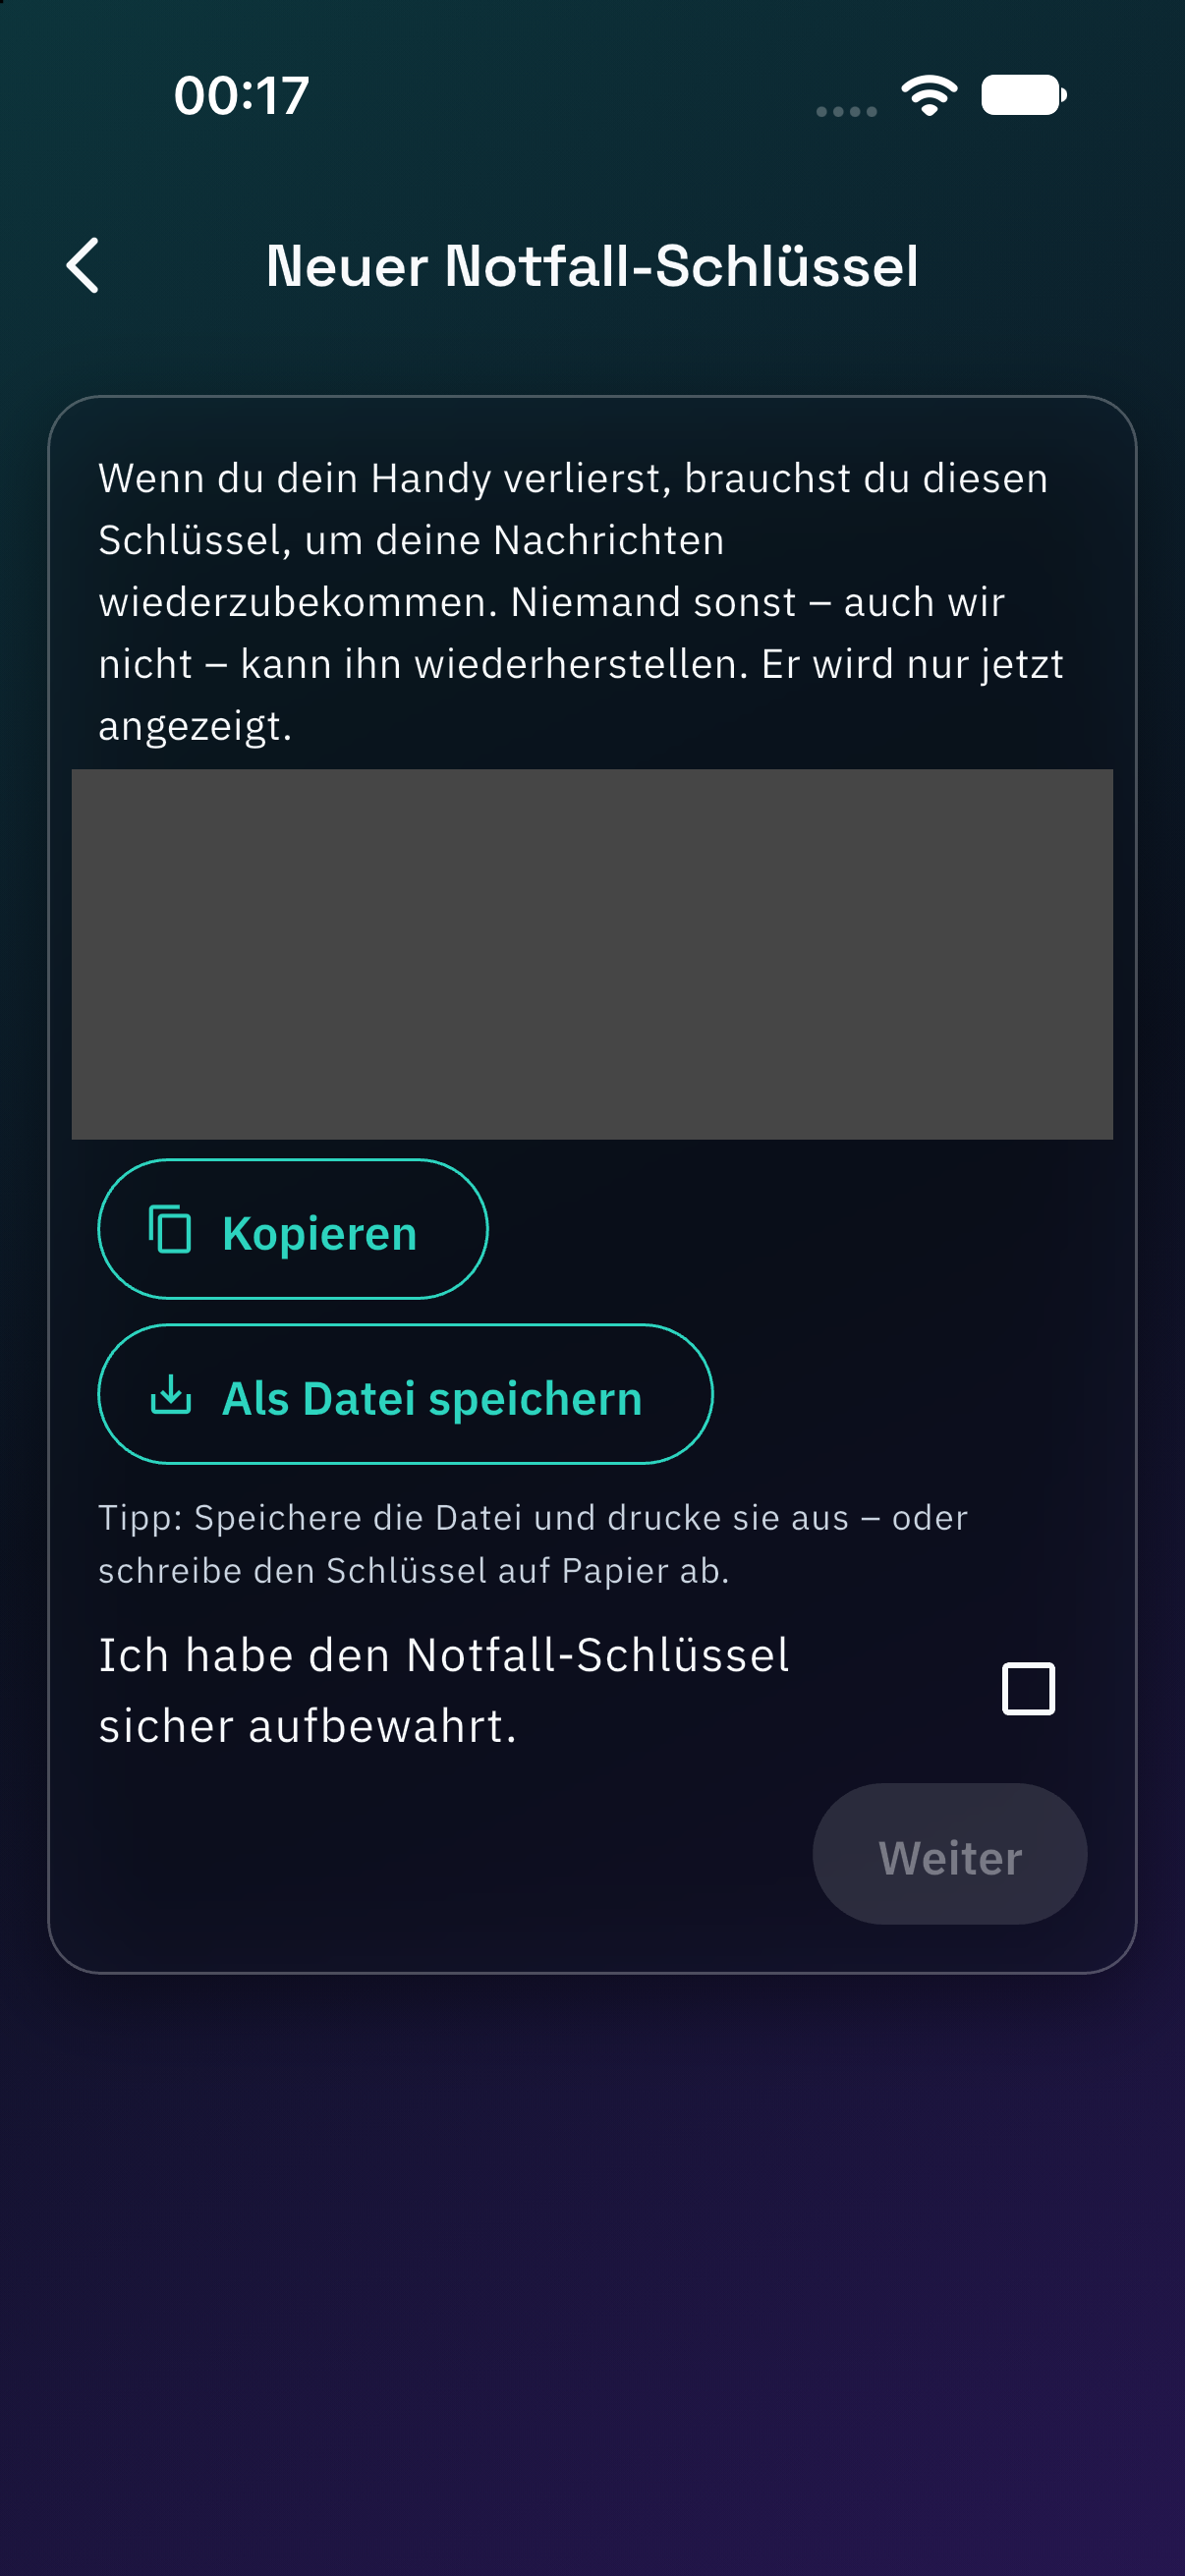 00:17
Neuer Notfall-Schlüssel
Wenn du dein Handy verlierst, brauchst du diesen
Schlüssel, um deine Nachrichten
wiederzubekommen. Niemand sonst – auch wir
nicht – kann ihn wiederherstellen. Er wird nur jetzt
angezeigt.
Kopieren
Als Datei speichern
Tipp: Speichere die Datei und drucke sie aus – oder
schreibe den Schlüssel auf Papier ab.
Ich habe den Notfall-Schlüssel
sicher aufbewahrt.
Weiter